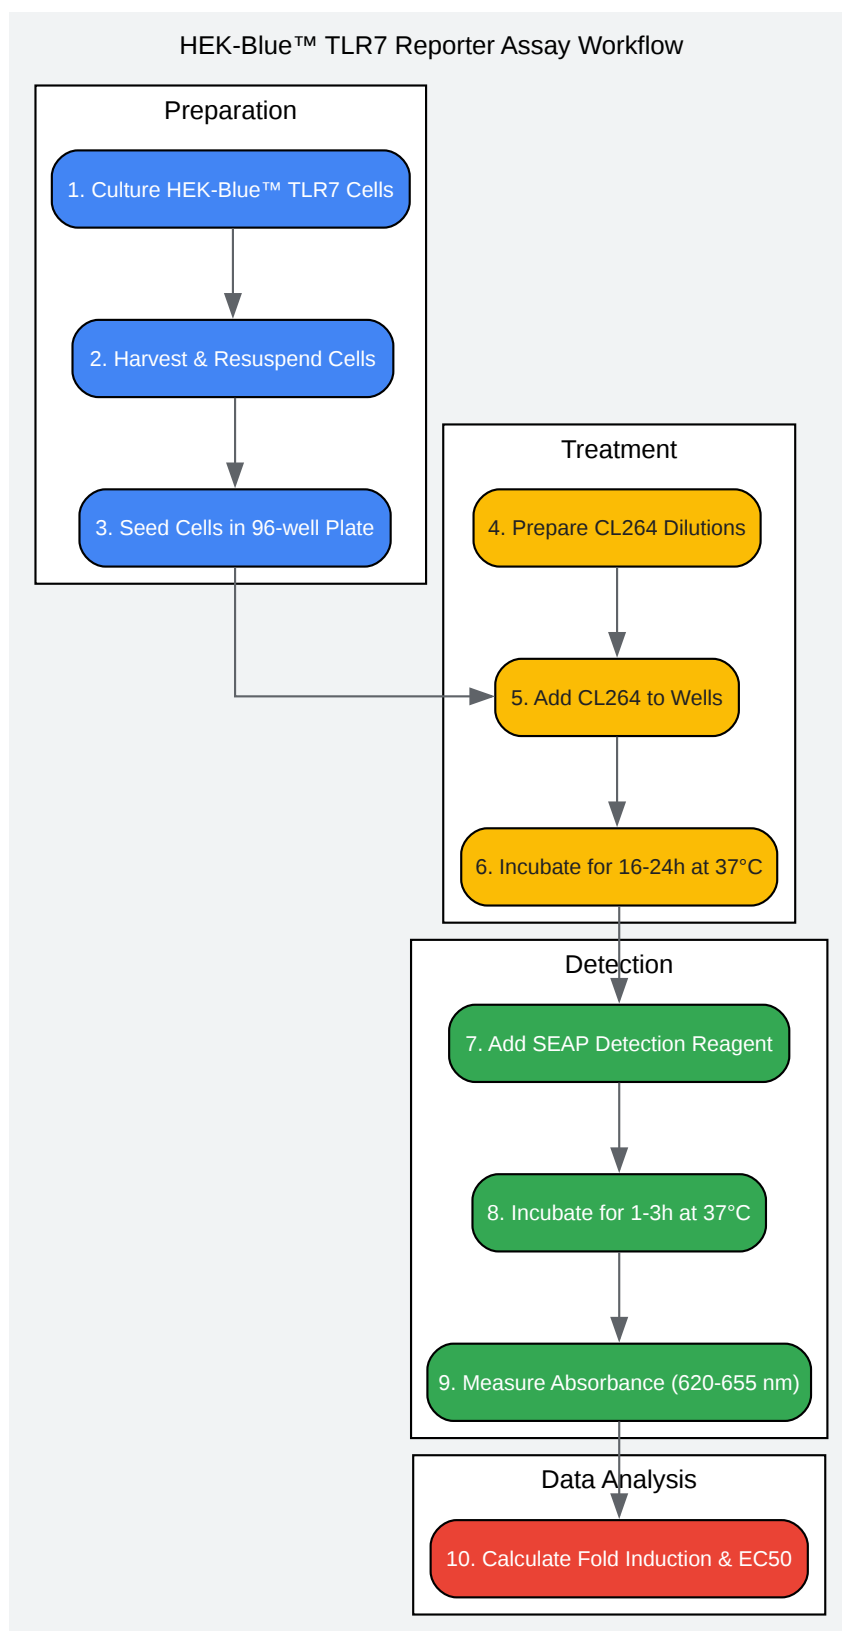 HEK-Blue™ TLR7 Reporter Assay Workflow
Preparation
1. Culture HEK-Blue™ TLR7 Cells
2. Harvest & Resuspend Cells
3. Seed Cells in 96-well Plate
Treatment
4. Prepare CL264 Dilutions
5. Add CL264 to Wells
6. Incubate for 16-24h at 37°C
Detection
7. Add SEAP Detection Reagent
8. Incubate for 1-3h at 37°C
9. Measure Absorbance (620-655 nm)
Data Analysis
10. Calculate Fold Induction & EC50